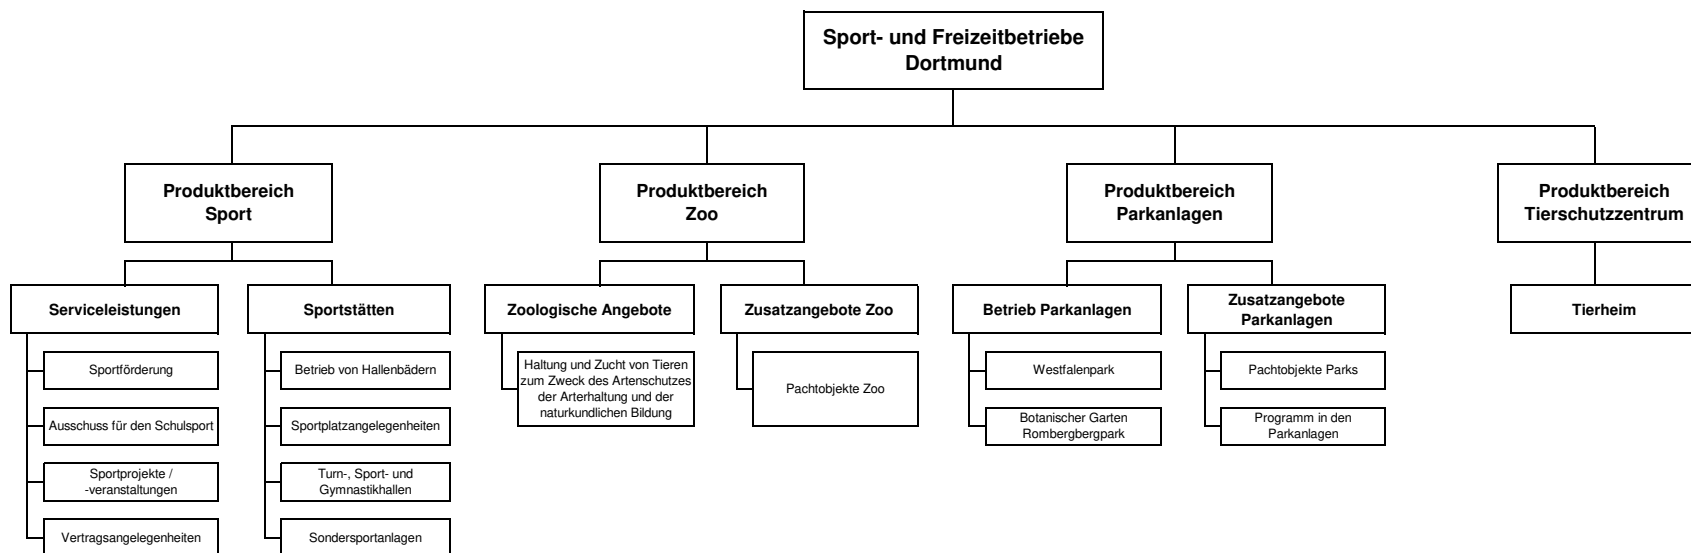 Sport- und Freizeitbetriebe
Dortmund
Produktbereich
Sport
Produktbereich
Zoo
Produktbereich
Parkanlagen
Produktbereich
Tierschutzzentrum
Serviceleistungen
Sportstätten
Zoologische Angebote
Zusatzangebote Zoo
Betrieb Parkanlagen
Zusatzangebote
Parkanlagen
Tierheim
Sportförderung
Ausschuss für den Schulsport
Sportprojekte /
-veranstaltungen
Vertragsangelegenheiten
Betrieb von Hallenbädern
Sportplatzangelegenheiten
Turn-, Sport- und
Gymnastikhallen
Sondersportanlagen
Haltung und Zucht von Tieren
zum Zweck des Artenschutzes
der Arterhaltung und der
naturkundlichen Bildung
Pachtobjekte Zoo
Westfalenpark
Botanischer Garten
Rombergbergpark
Pachtobjekte Parks
Programm in den
Parkanlagen